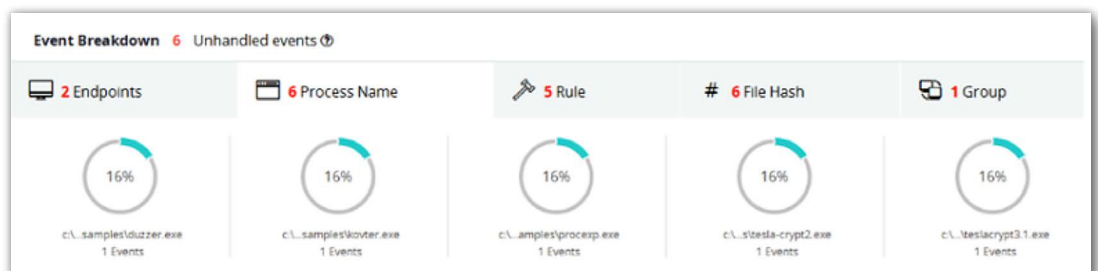 Event Breakdown 6 Unhandled events ?
2 Endpoints
6 Process Name
5 Rule
# 6 File Hash
1 Group
16%
16%
16%
16%
16%
c:\...samples\duzzer.exe
c:\...samples\kovter.exe
c:\...amples\procexp.exe
c:\...s\tesla-crypt2.exe
c:\...\teslacrypt3.1.exe
1 Events
1 Events
1 Events
1 Events
1 Events